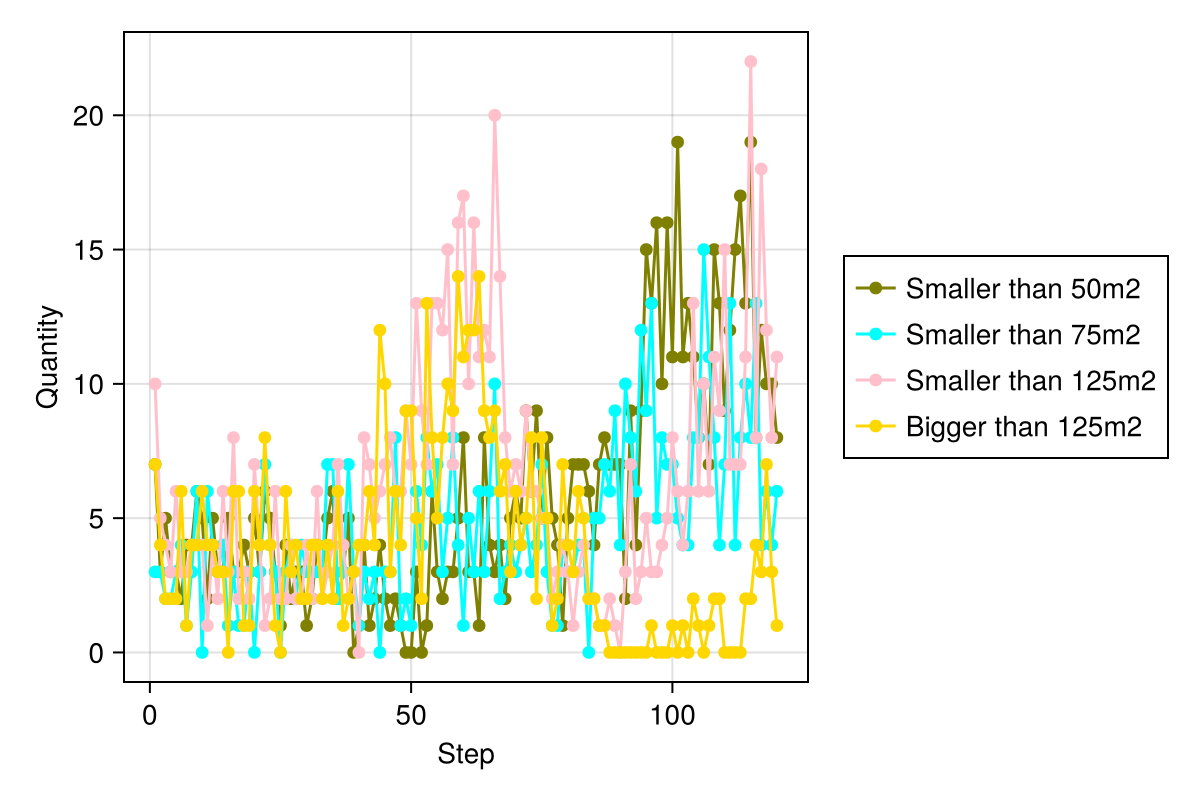 Quantity
20
15
10
5
0
0 50 100
Step
Smaller than 50m2
Smaller than 75m2
Smaller than 125m2
Bigger than 125m2